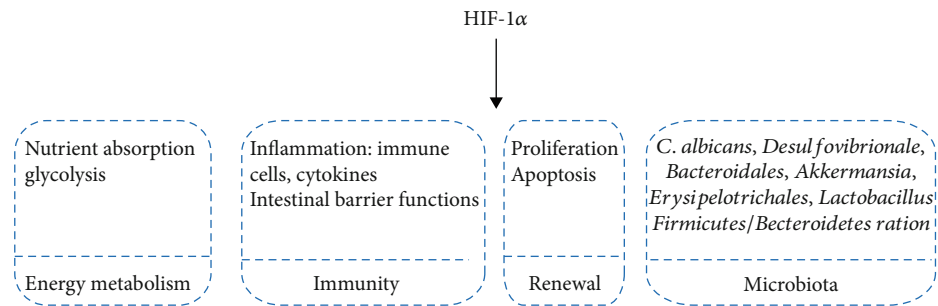 HIF-1α
Nutrient absorption
glycolysis
Energy metabolism
Inflammation: immune
cells, cytokines
Intestinal barrier functions
Immunity
Proliferation
Apoptosis
Renewal
C. albicans, Desulfovibrionale,
Bacteroidales, Akkermansia,
Erysipelotrichales, Lactobacillus
Firmicutes/Becteroidetes ration
Microbiota